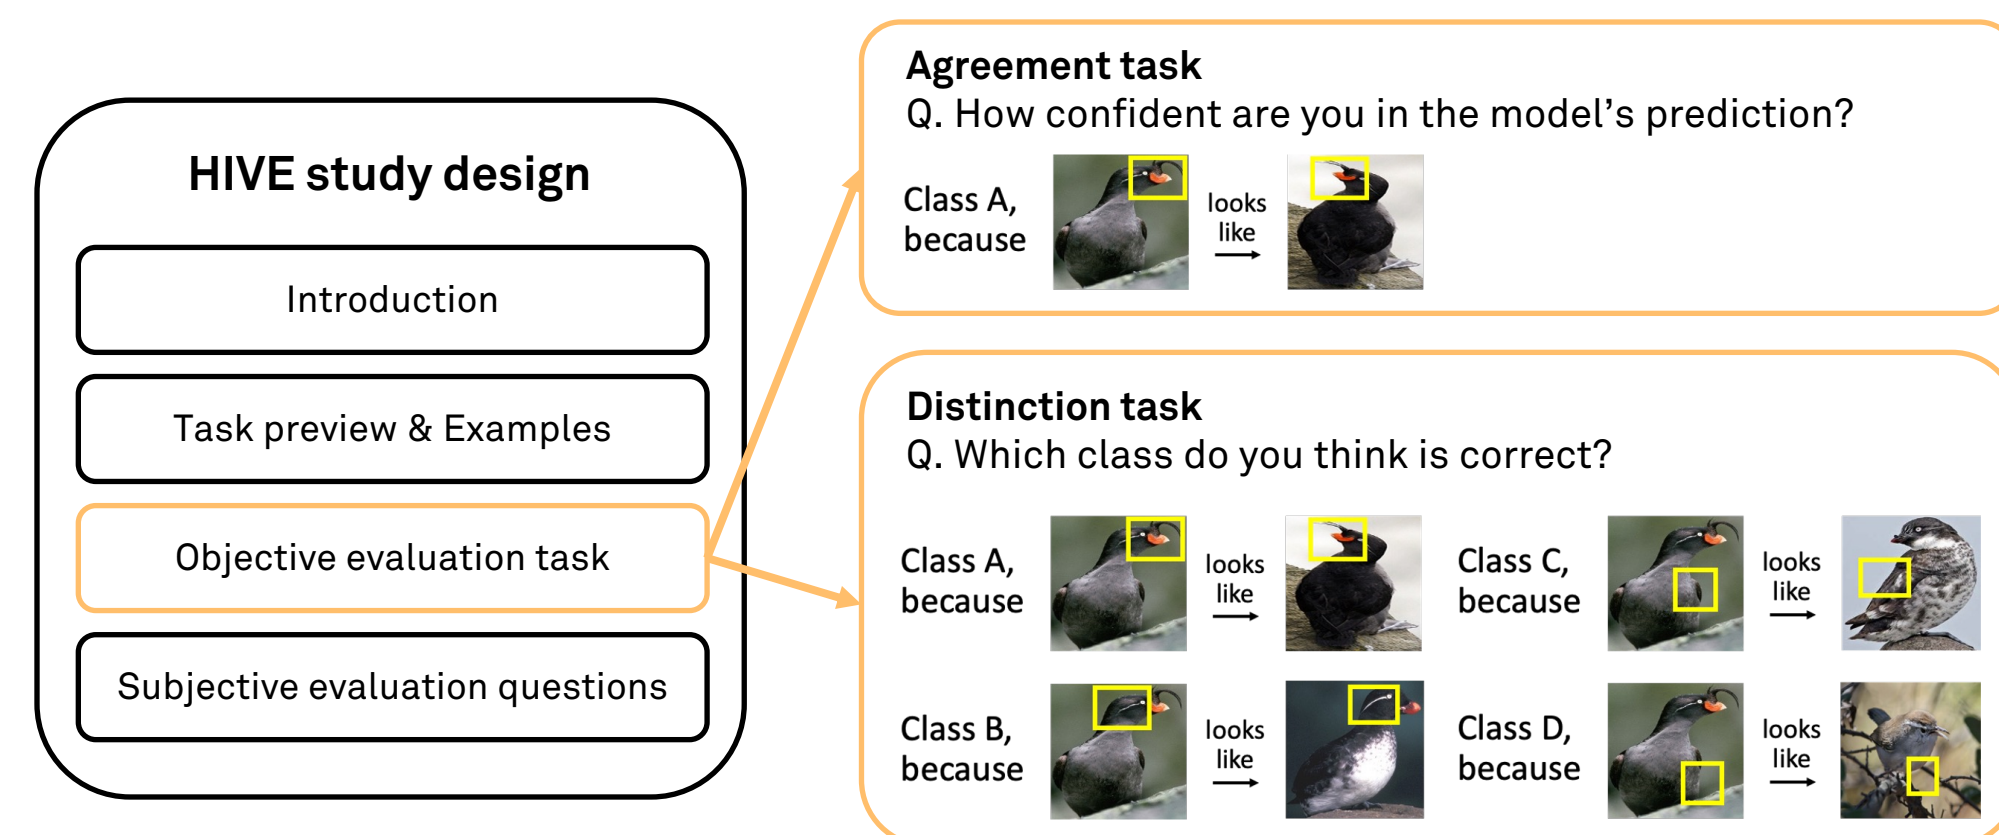 HIVE study design
Introduction
Task preview & Examples
Objective evaluation task
Subjective evaluation questions
Agreement task
Q. How confident are you in the model’s prediction?
Class A,
because
looks
like
Distinction task
Q. Which class do you think is correct?
Class A,
because
looks
like
Class C,
because
looks
like
Class B,
because
looks
like
Class D,
because
looks
like